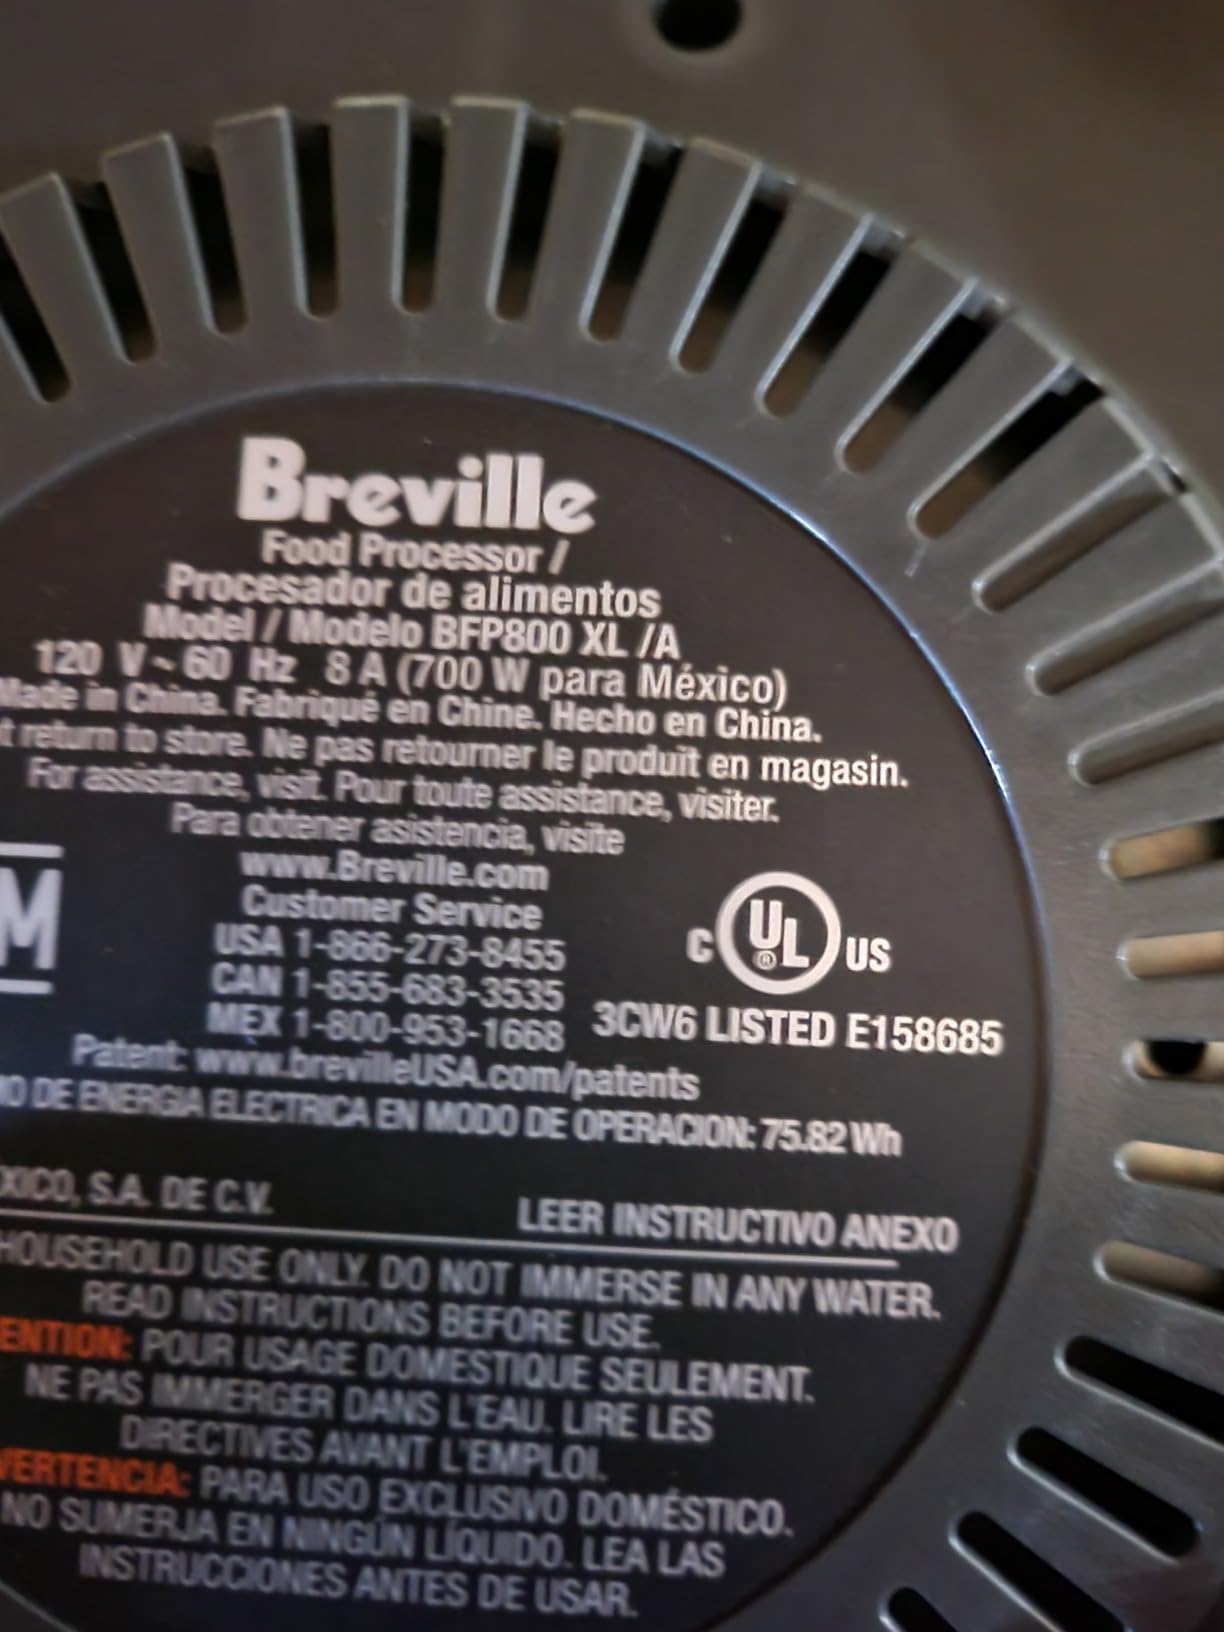 Breville
Food Processor /
Procesador de alimentos
Model / Modelo BFP800 XL /A
120 V ~ 60 Hz 8 A (700 W para México)
Made in China. Fabriqué en Chine. Hecho en China.
return to store. Ne pas retourner le produit en magasin.
For assistance, visit. Pour toute assistance, visiter.
Para obtener asistencia, visite
www.Breville.com
Customer Service
USA 1-866-273-8455
CAN 1-855-683-3535
MEX 1-800-953-1668
M
C UL ® US
3CW6 LISTED E158685
Patent: www.brevilleUSA.com/patents
DE ENERGIA ELECTRICA EN MODO DE OPERACION: 75.82 Wh
XICO, S.A. DE C.V.
LEER INSTRUCTIVO ANEXO
HOUSEHOLD USE ONLY. DO NOT IMMERSE IN ANY WATER.
READ INSTRUCTIONS BEFORE USE.
ENTION: POUR USAGE DOMESTIQUE SEULEMENT.
NE PAS IMMERGER DANS L'EAU. LIRE LES
DIRECTIVES AVANT L'EMPLOI.
VERTENCIA: PARA USO EXCLUSIVO DOMÉSTICO.
NO SUMERJA EN NINGÚN LÍQUIDO. LEA LAS
INSTRUCCIONES ANTES DE USAR.